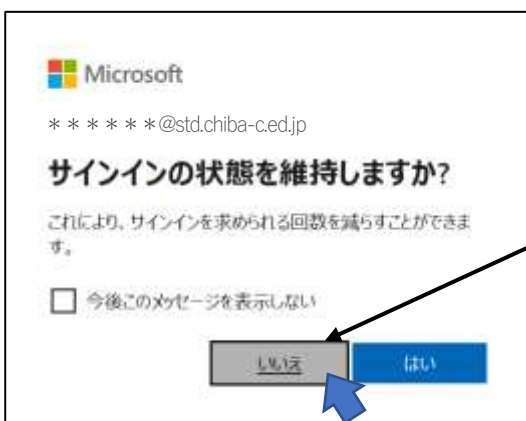 Microsoft
******@std.chiba-c.ed.jp
サインインの状態を維持しますか?
これにより、サインインを求められる回数を減らすことができま
す。
今後このメッセージを表示しない
いいえ
はい